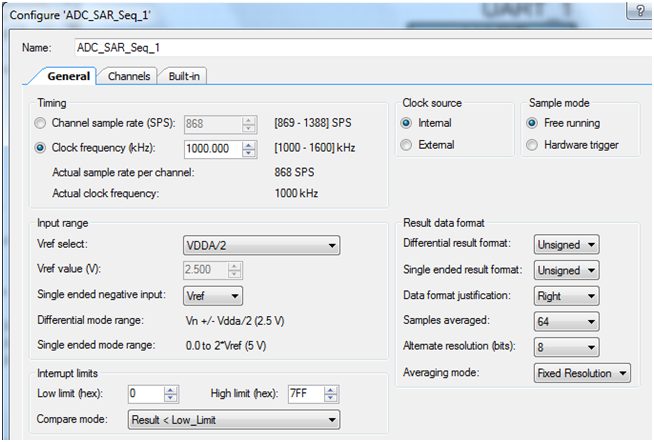 UART_1
Configure 'ADC_SAR_Seq_1'
?
Name: ADC_SAR_Seq_1
General Channels Built-in
Timing
Channel sample rate (SPS): 868 [869 - 1388] SPS
Clock frequency (kHz): 1000.000 [1000 - 1600] kHz
Actual sample rate per channel: 868 SPS
Actual clock frequency: 1000 kHz
Clock source
Internal
External
Sample mode
Free running
Hardware trigger
Input range
Vref select: VDDA/2
Vref value (V): 2.500
Single ended negative input: Vref
Differential mode range: Vn +/- Vdda/2 (2.5 V)
Single ended mode range: 0.0 to 2*Vref (5 V)
Result data format
Differential result format: Unsigned
Single ended result format: Unsigned
Data format justification: Right
Samples averaged: 64
Alternate resolution (bits): 8
Averaging mode: Fixed Resolution
Interrupt limits
Low limit (hex): 0 High limit (hex): 7FF
Compare mode: Result < Low_Limit